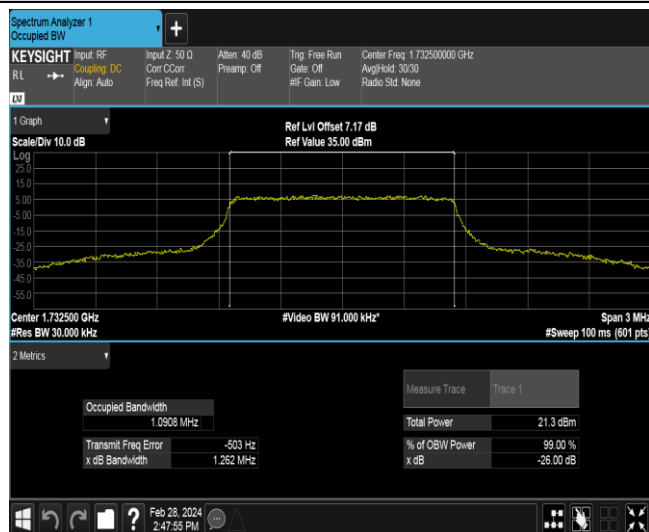 Spectrum Analyzer 1
Occupied BW
+
KEYSIGHT
RL
LXI
Input: RF
Coupling: DC
Align: Auto
Input Z: 50 Ω
Corr CCorr
Freq Ref: Int (S)
Atten: 40 dB
Preamp: Off
Trig: Free Run
Gate: Off
#IF Gain: Low
Center Freq: 1.732500000 GHz
Avg|Hold: 30/30
Radio Std: None
1 Graph
Scale/Div 10.0 dB
Ref Lvl Offset 7.17 dB
Ref Value 35.00 dBm
Log
25.0
15.0
5.00
-5.00
-15.0
-25.0
-35.0
-45.0
-55.0
Center 1.732500 GHz
#Video BW 91.000 kHz*
Span 3 MHz
#Res BW 30.000 kHz
#Sweep 100 ms (601 pts)
2 Metrics
Measure Trace
Trace 1
Occupied Bandwidth
1.0908 MHz
Total Power
21.3 dBm
Transmit Freq Error
-503 Hz
% of OBW Power
99.00 %
x dB Bandwidth
1.262 MHz
x dB
-26.00 dB
?
Feb 28, 2024
2:47:55 PM